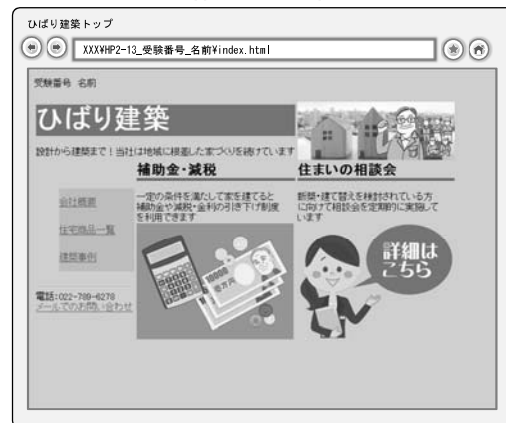 ひばり建築トップ
XXX¥HP2-13_受験番号_名前¥index.html
受験番号 名前
ひばり建築
設計から建築まで！当社は地域に根差した家づくりを続けています
補助金・減税
住まいの相談会
会社概要
住宅商品一覧
建築事例
一定の条件を満たして家を建てると
補助金や減税・金利の引き下げ制度
を利用できます
新築・建て替えを検討されている方
に向けて相談会を定期的に実施して
います
10000
壱万円
詳細は
こちら
電話:022-789-6278
メールでのお問い合わせ